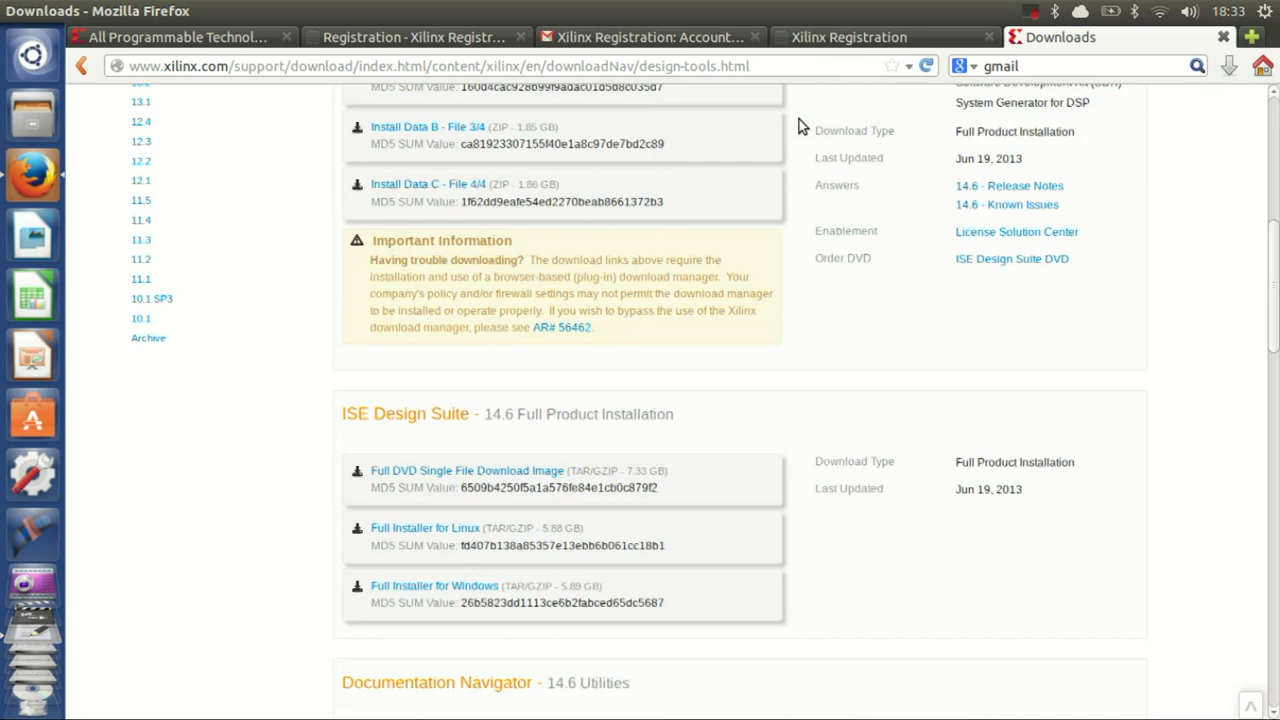 Downloads - Mozilla Firefox
18:33
All Programmable Technol...
Registration - Xilinx Registr...
Xilinx Registration: Account...
Xilinx Registration
Downloads
www.xilinx.com/support/download/index.html/content/xilinx/en/downloadNav/design-tools.html
gmail
13.1
12.4
12.3
12.2
12.1
11.5
11.4
11.3
11.2
11.1
10.1 SP3
10.1
Archive
MD5 SUM Value: 160d4cac928b99f9adac01d5d8c035d7
Install Data B - File 3/4 (ZIP - 1.85 GB)
MD5 SUM Value: ca81923307155f40e1a8c97de7bd2c89
Install Data C - File 4/4 (ZIP - 1.86 GB)
MD5 SUM Value: 1f62dd9eafe54ed2270beab8661372b3
Important Information
Having trouble downloading? The download links above require the
installation and use of a browser-based (plug-in) download manager. Your
company's policy and/or firewall settings may not permit the download manager
to be installed or operate properly. If you wish to bypass the use of the Xilinx
download manager, please see AR# 56462.
System Generator for DSP
Download Type Full Product Installation
Last Updated Jun 19, 2013
Answers 14.6 - Release Notes
14.6 - Known Issues
Enablement License Solution Center
Order DVD ISE Design Suite DVD
ISE Design Suite - 14.6 Full Product Installation
Full DVD Single File Download Image (TAR/GZIP - 7.33 GB)
MD5 SUM Value: 6509b4250f5a1a576fe84e1cb0c879f2
Full Installer for Linux (TAR/GZIP - 5.88 GB)
MD5 SUM Value: fd407b138a85357e13ebb6b061cc18b1
Full Installer for Windows (TAR/GZIP - 5.89 GB)
MD5 SUM Value: 26b5823dd1113ce6b2fabced65dc5687
Download Type Full Product Installation
Last Updated Jun 19, 2013
Documentation Navigator - 14.6 Utilities